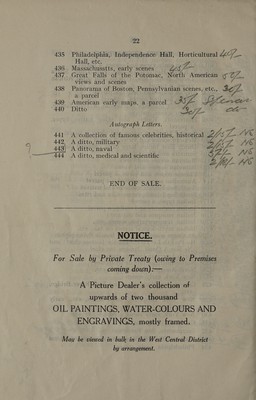 22
435 Philadelphia, Independence Hall, Horticultural
Hall, etc.
436 Massachusetts, early scenes
437 Great Falls of the Potomac, North American
views and scenes
438 Panorama of Boston, Pennsylvanian scenes, etc.,
a parcel
439 American early maps, a parcel
440 Ditto
Autograph Letters.
441 A collection of famous celebrities, historical
442 A ditto, military
? 443 A ditto, naval
444 A ditto, medical and scientific
END OF SALE.
NOTICE.
For Sale by Private Treaty (owing to Premises
coming down):—
A Picture Dealer's collection of
upwards of two thousand
OIL PAINTINGS, WATER-COLOURS AND
ENGRAVINGS, mostly framed.
May be viewed in bulk in the West Central District
by arrangement.